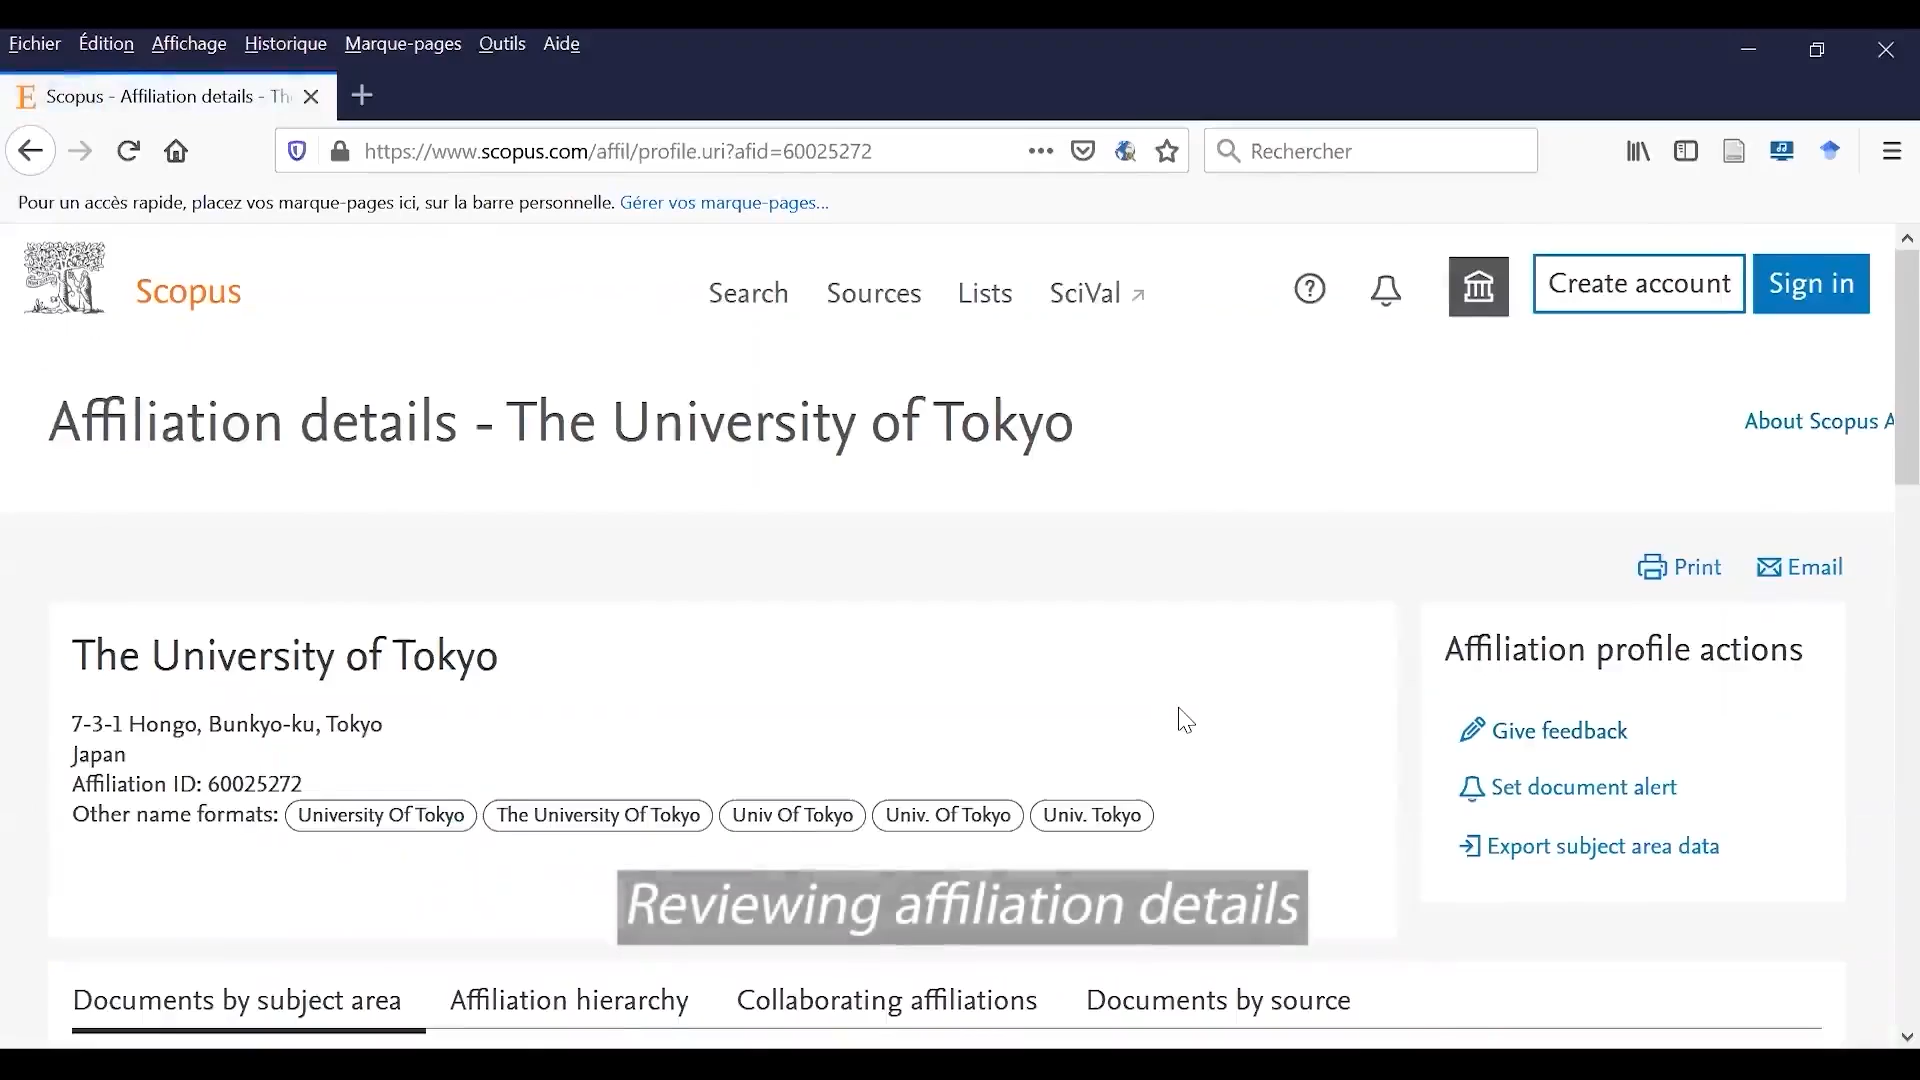 Fichier Édition Affichage Historique Marque-pages Outils Aide
Scopus - Affiliation details - Th
https://www.scopus.com/affil/profile.uri?afid=60025272 Rechercher
Pour un accès rapide, placez vos marque-pages ici, sur la barre personnelle. Gérer vos marque-pages...
Scopus Search Sources Lists SciVal Create account Sign in
Affiliation details - The University of Tokyo
About Scopus A
Print Email
The University of Tokyo
7-3-1 Hongo, Bunkyo-ku, Tokyo
Japan
Affiliation ID: 60025272
Other name formats: University Of Tokyo The University Of Tokyo Univ Of Tokyo Univ. Of Tokyo Univ. Tokyo
Affiliation profile actions
Give feedback
Set document alert
Export subject area data
Reviewing affiliation details
Documents by subject area Affiliation hierarchy Collaborating affiliations Documents by source